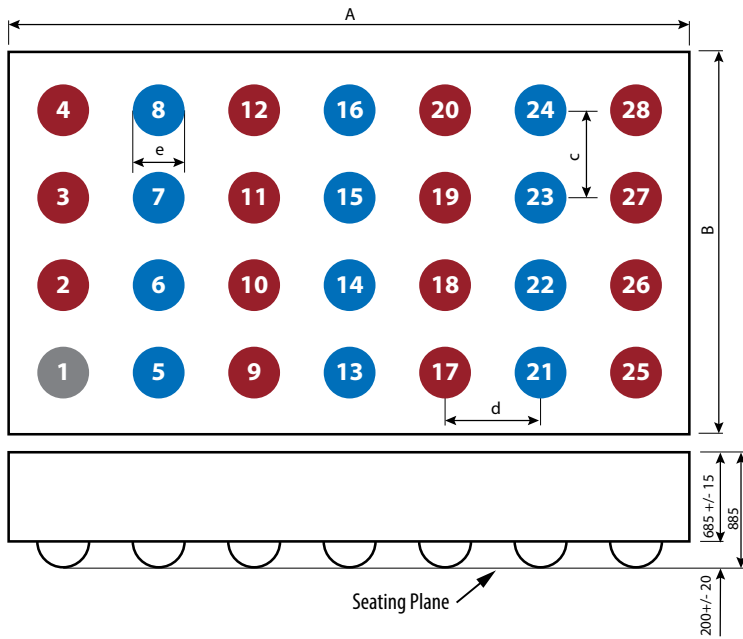 A
4 8 12 16 20 24 28
e
c
3 7 11 15 19 23 27
B
2 6 10 14 18 22 26
1 5 9 13 17 21 25
d
685 +/- 15
885
Seating Plane
200+/- 20